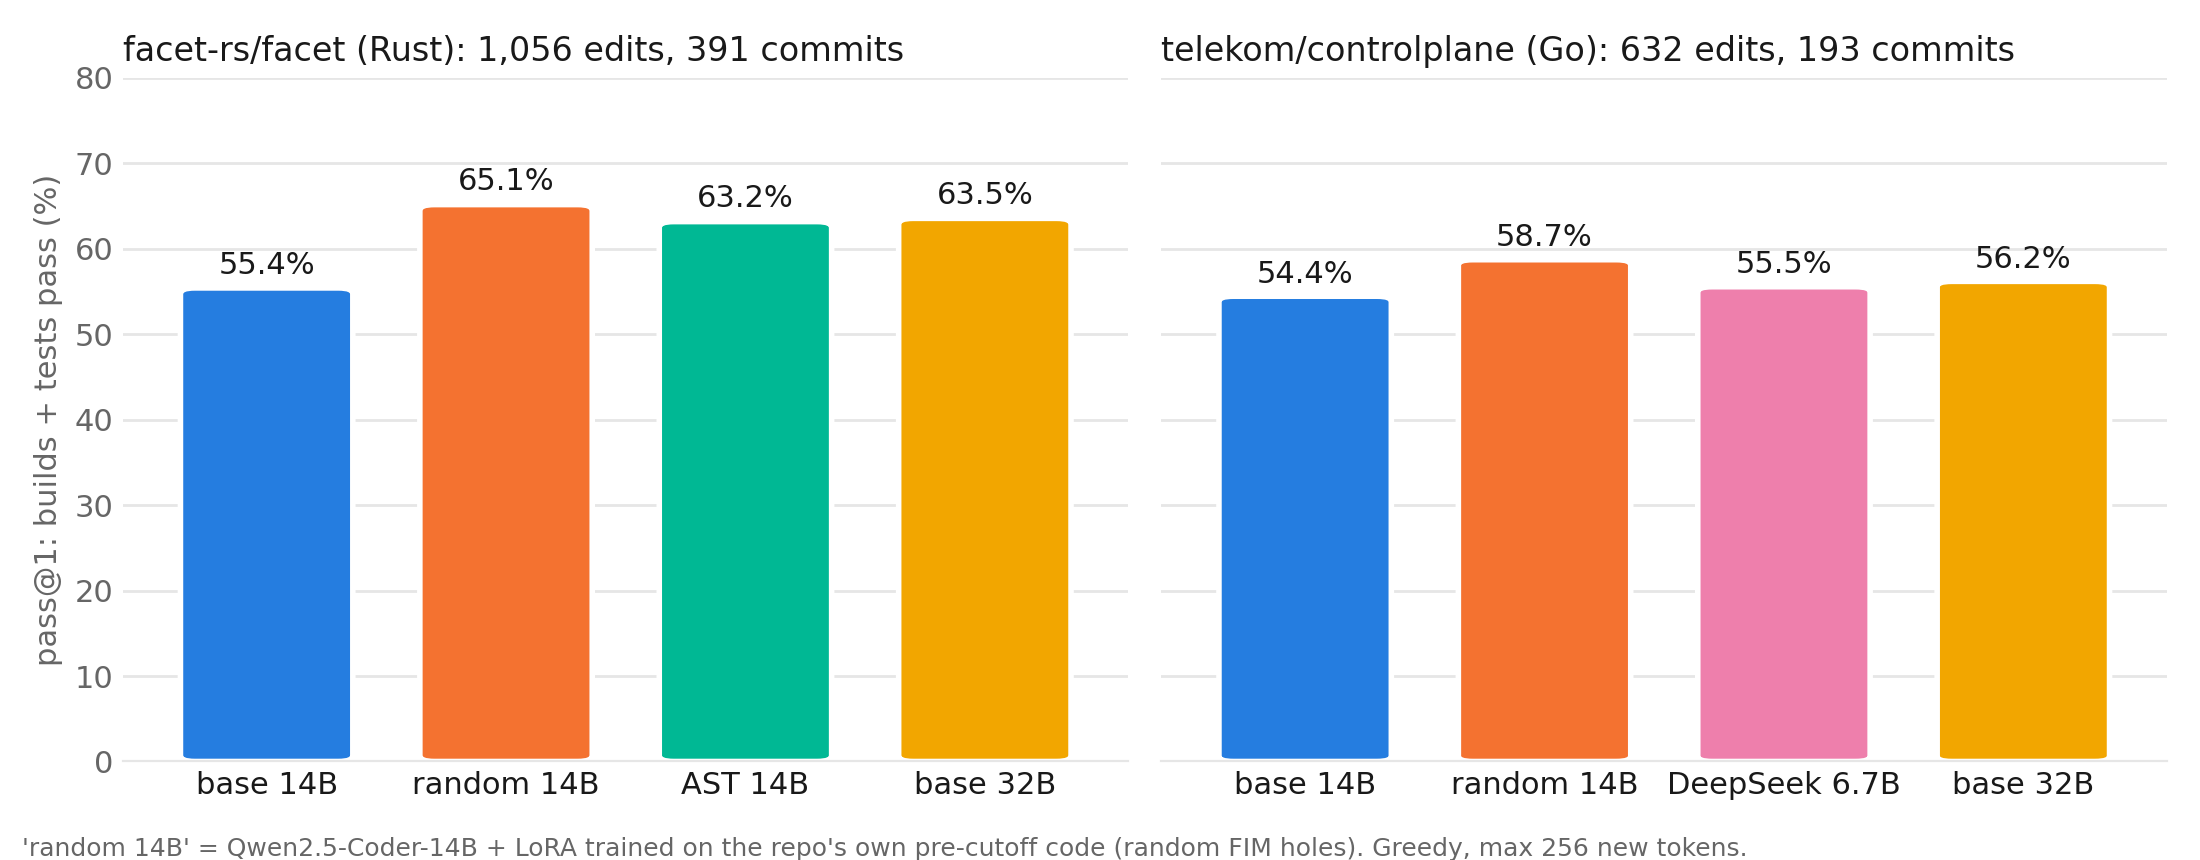 facet-rs/facet (Rust): 1,056 edits, 391 commits
80
70
60
50
40
30
20
10
0
pass@1: builds + tests pass (%)
55.4%
65.1%
63.2%
63.5%
base 14B
random 14B
AST 14B
base 32B
telekom/controlplane (Go): 632 edits, 193 commits
54.4%
58.7%
55.5%
56.2%
base 14B
random 14B
DeepSeek 6.7B
base 32B
'random 14B' = Qwen2.5-Coder-14B + LoRA trained on the repo's own pre-cutoff code (random FIM holes). Greedy, max 256 new tokens.